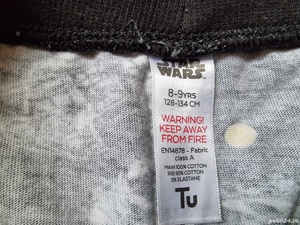 STAR
WARS
8-9YRS
128-134 CM
WARNING!
KEEP AWAY
FROM FIRE
EN14878 - Fabric
class A
MAIN 100% COTTON
RIB 95% COTTON
5% ELASTANE
Tu